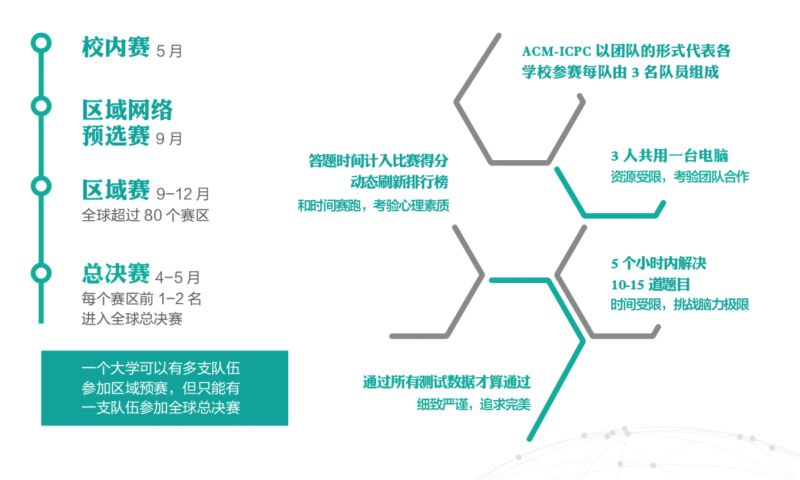 校内赛 5月
区域网络
预选赛 9月
区域赛 9–12月
全球超过80个赛区
总决赛 4–5月
每个赛区前1–2名
进入全球总决赛
一个大学可以有多支队伍
参加区域预赛，但只能有
一支队伍参加全球总决赛
ACM-ICPC 以团队的形式代表各
学校参赛每队由 3 名队员组成
答题时间计入比赛得分
动态刷新排行榜
和时间赛跑，考验心理素质
3 人共用一台电脑
资源受限，考验团队合作
5 个小时内解决
10-15 道题目
时间受限，挑战脑力极限
通过所有测试数据才算通过
细致严谨，追求完美